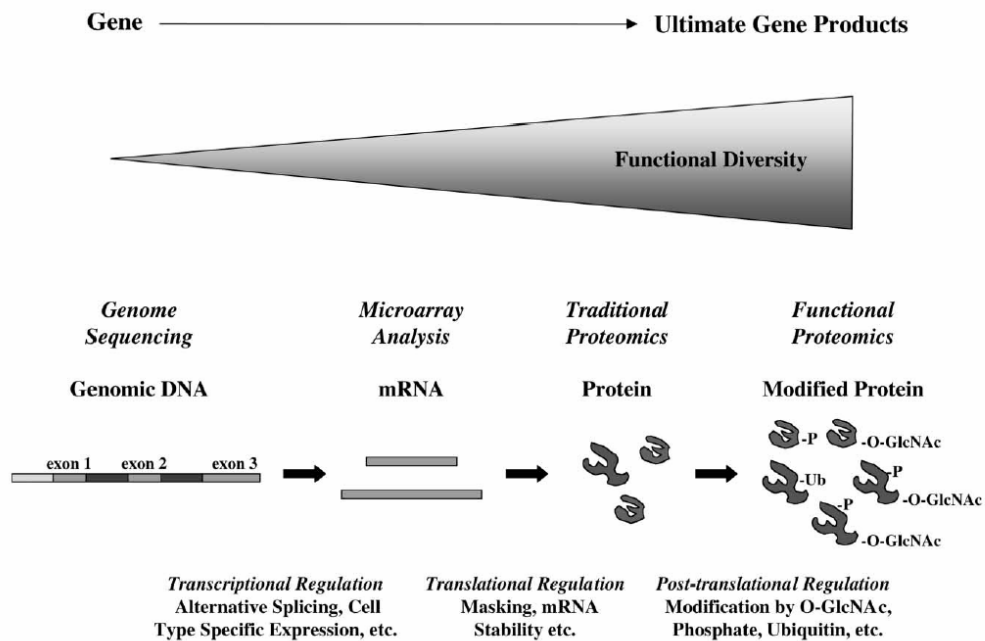 Gene
Ultimate Gene Products
Functional Diversity
Genome
Sequencing
Microarray
Analysis
Traditional
Proteomics
Functional
Proteomics
Genomic DNA
mRNA
Protein
Modified Protein
exon 1
exon 2
exon 3
-P
-O-GlcNAc
-Ub
-P
-O-GlcNAc
-P
-O-GlcNAc
Transcriptional Regulation
Alternative Splicing, Cell
Type Specific Expression, etc.
Translational Regulation
Masking, mRNA
Stability etc.
Post-translational Regulation
Modification by O-GlcNAc,
Phosphate, Ubiquitin, etc.